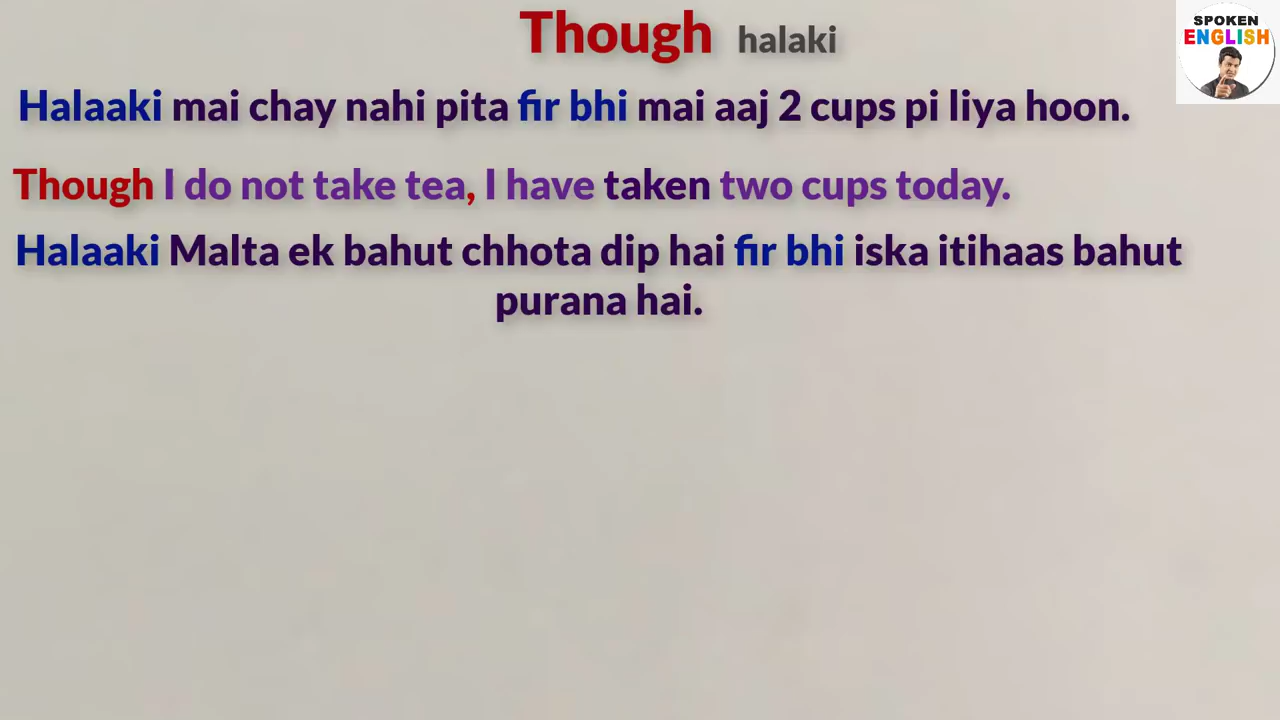 Though halaki
SPOKEN
ENGLISH
Halaaki mai chay nahi pita fir bhi mai aaj 2 cups pi liya hoon.
Though I do not take tea, I have taken two cups today.
Halaaki Malta ek bahut chhota dip hai fir bhi iska itihaas bahut
purana hai.